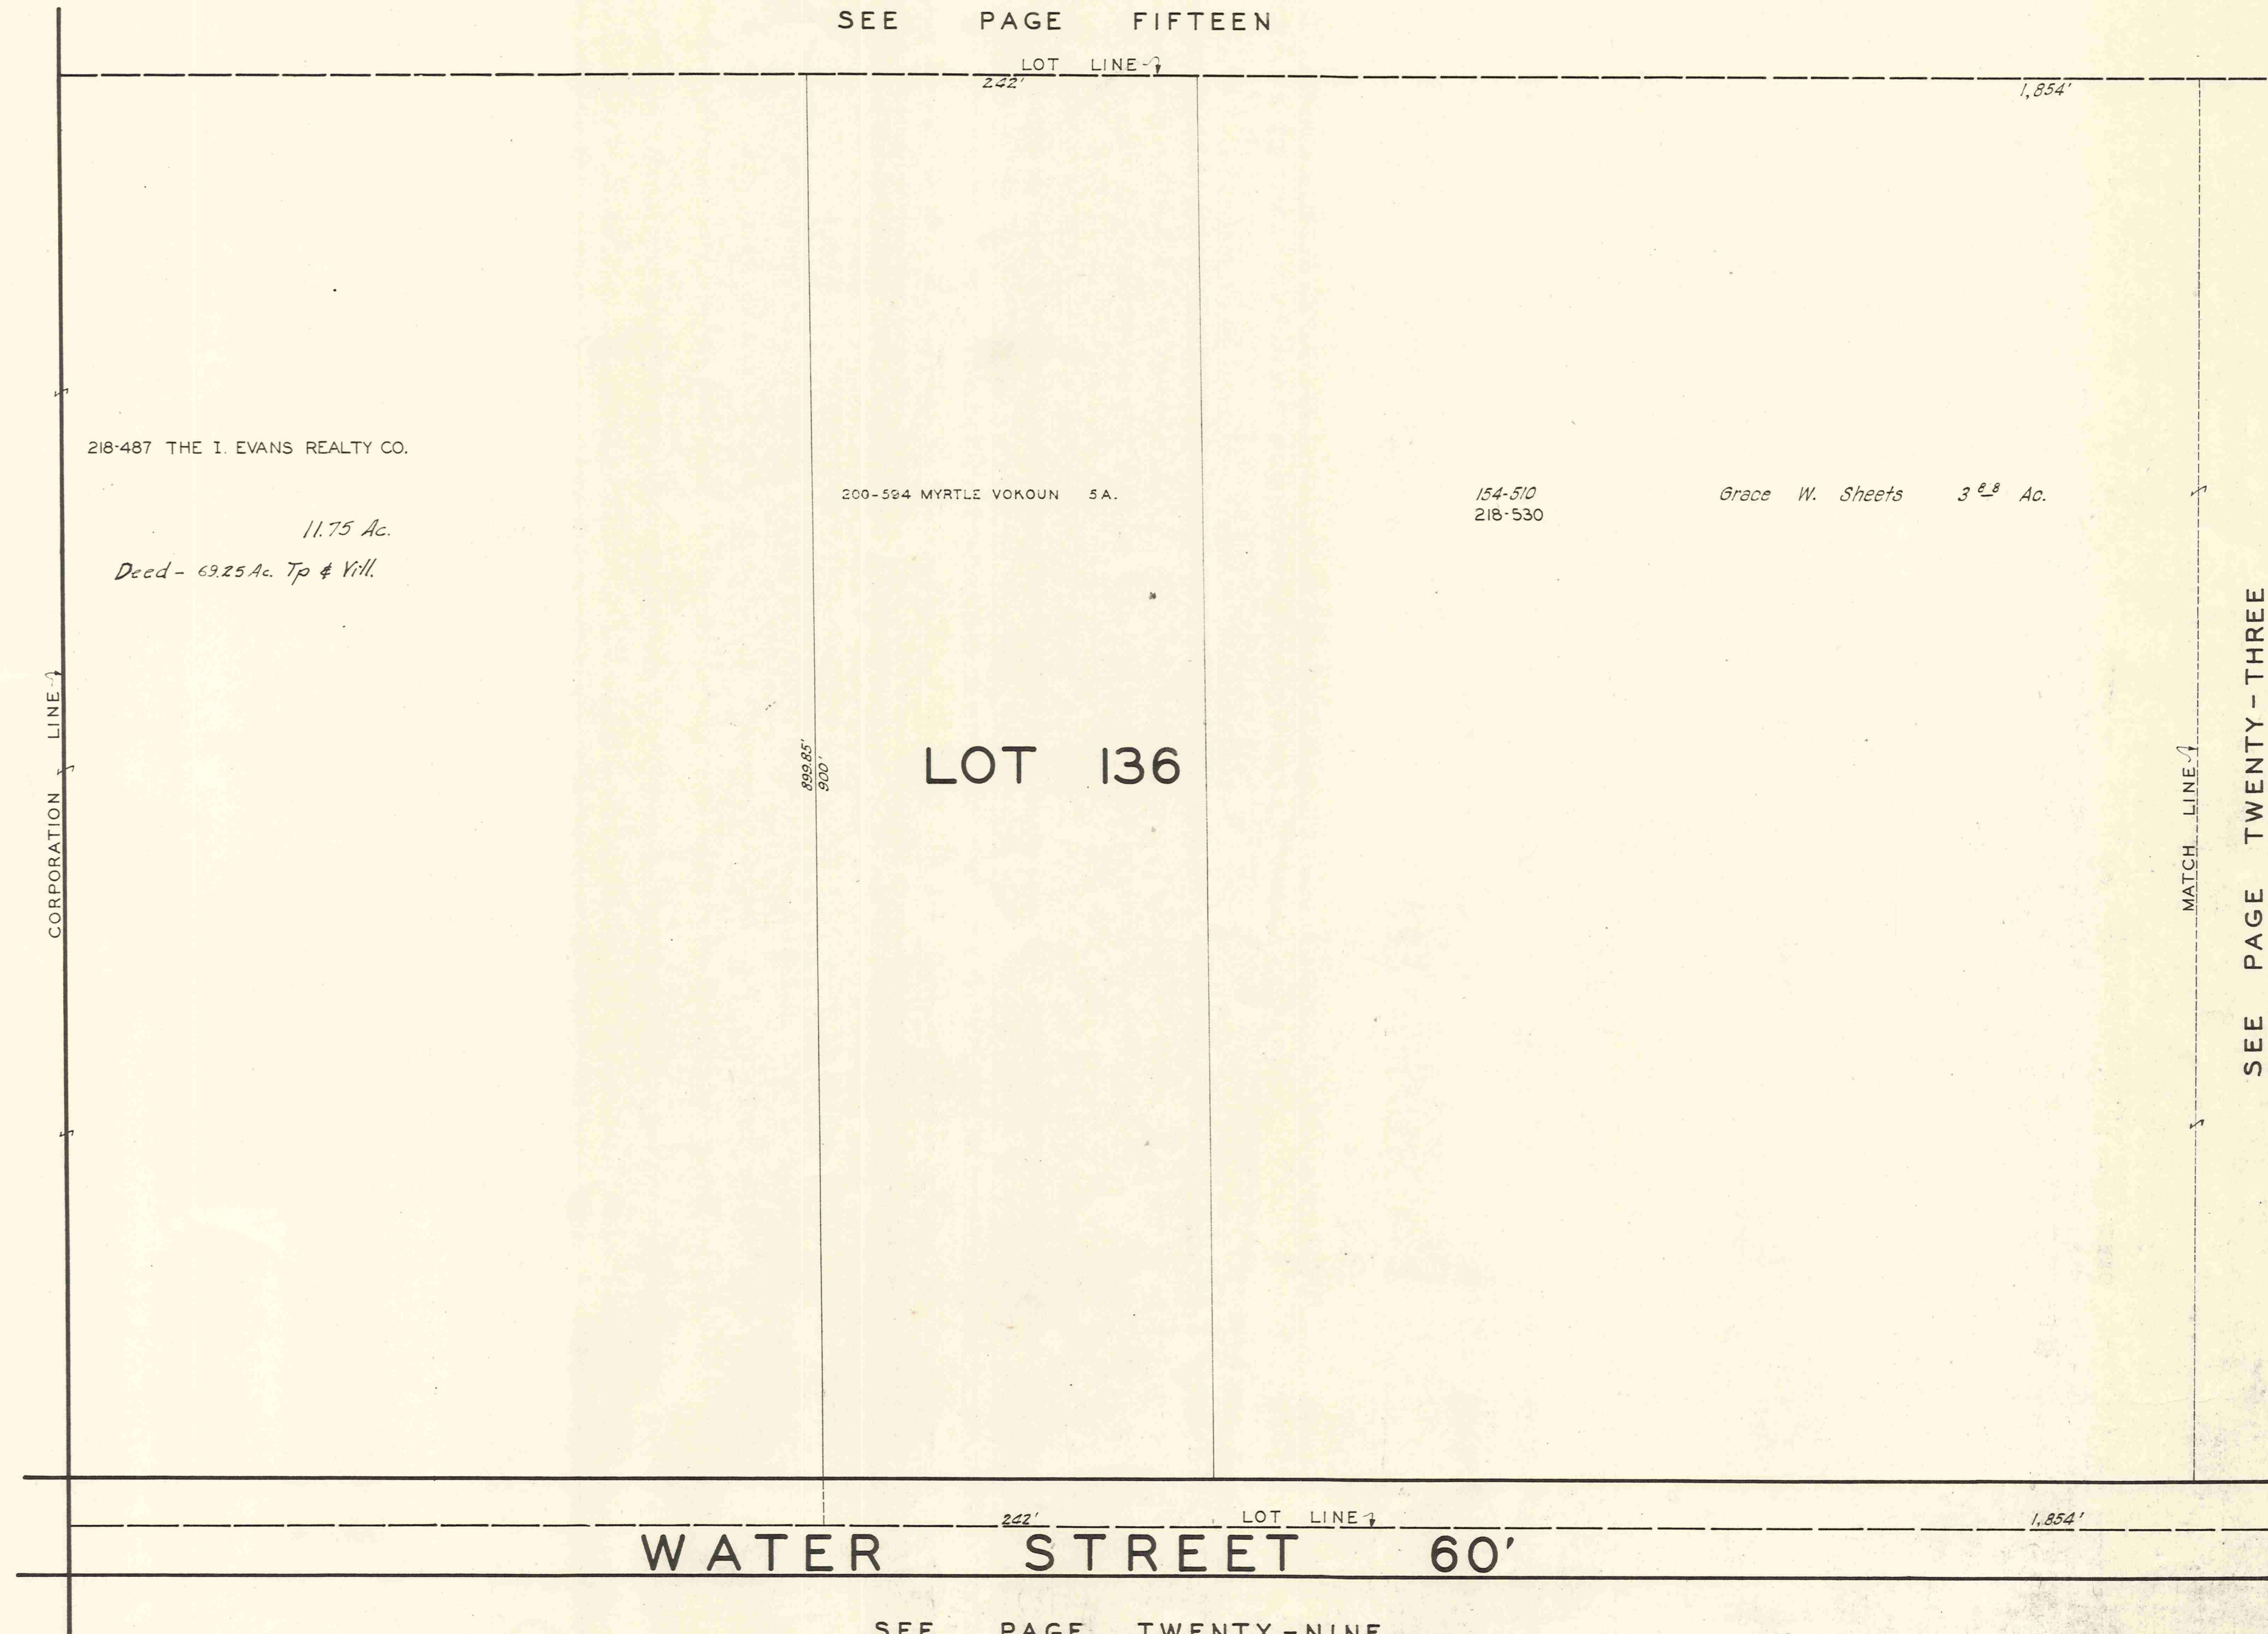 SEE PAGE FIFTEEN
LOT LINE
242'
1,854'
218-487 THE I. EVANS REALTY CO.
11.75 Ac.
Deed - 69.25 Ac. Tp & Vill.
200-594 MYRTLE VOKOUN 5 A.
154-510
218-530
Grace W. Sheets Ac.
CORPORATION LINE
899.85'
900'
LOT 136
MATCH LINE
SEE PAGE TWENTY-THREE
242'
LOT LINE
1,854'
WATER STREET 60'
SEE PAGE TWENTY-NINE